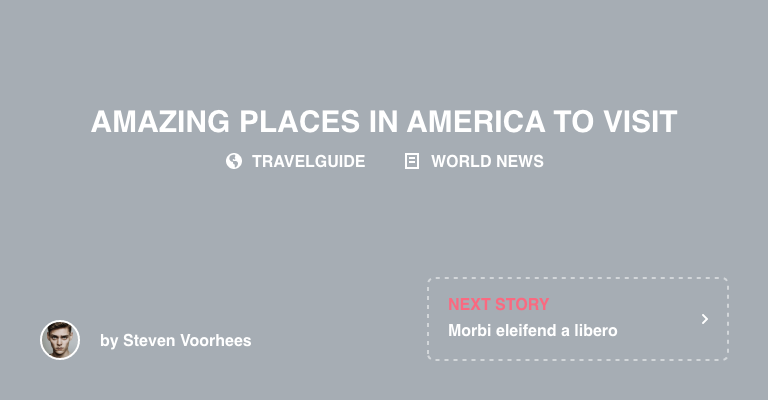 AMAZING PLACES IN AMERICA TO VISIT
TRAVELGUIDE
WORLD NEWS
by Steven Voorhees
NEXT STORY
Morbi eleifend a libero